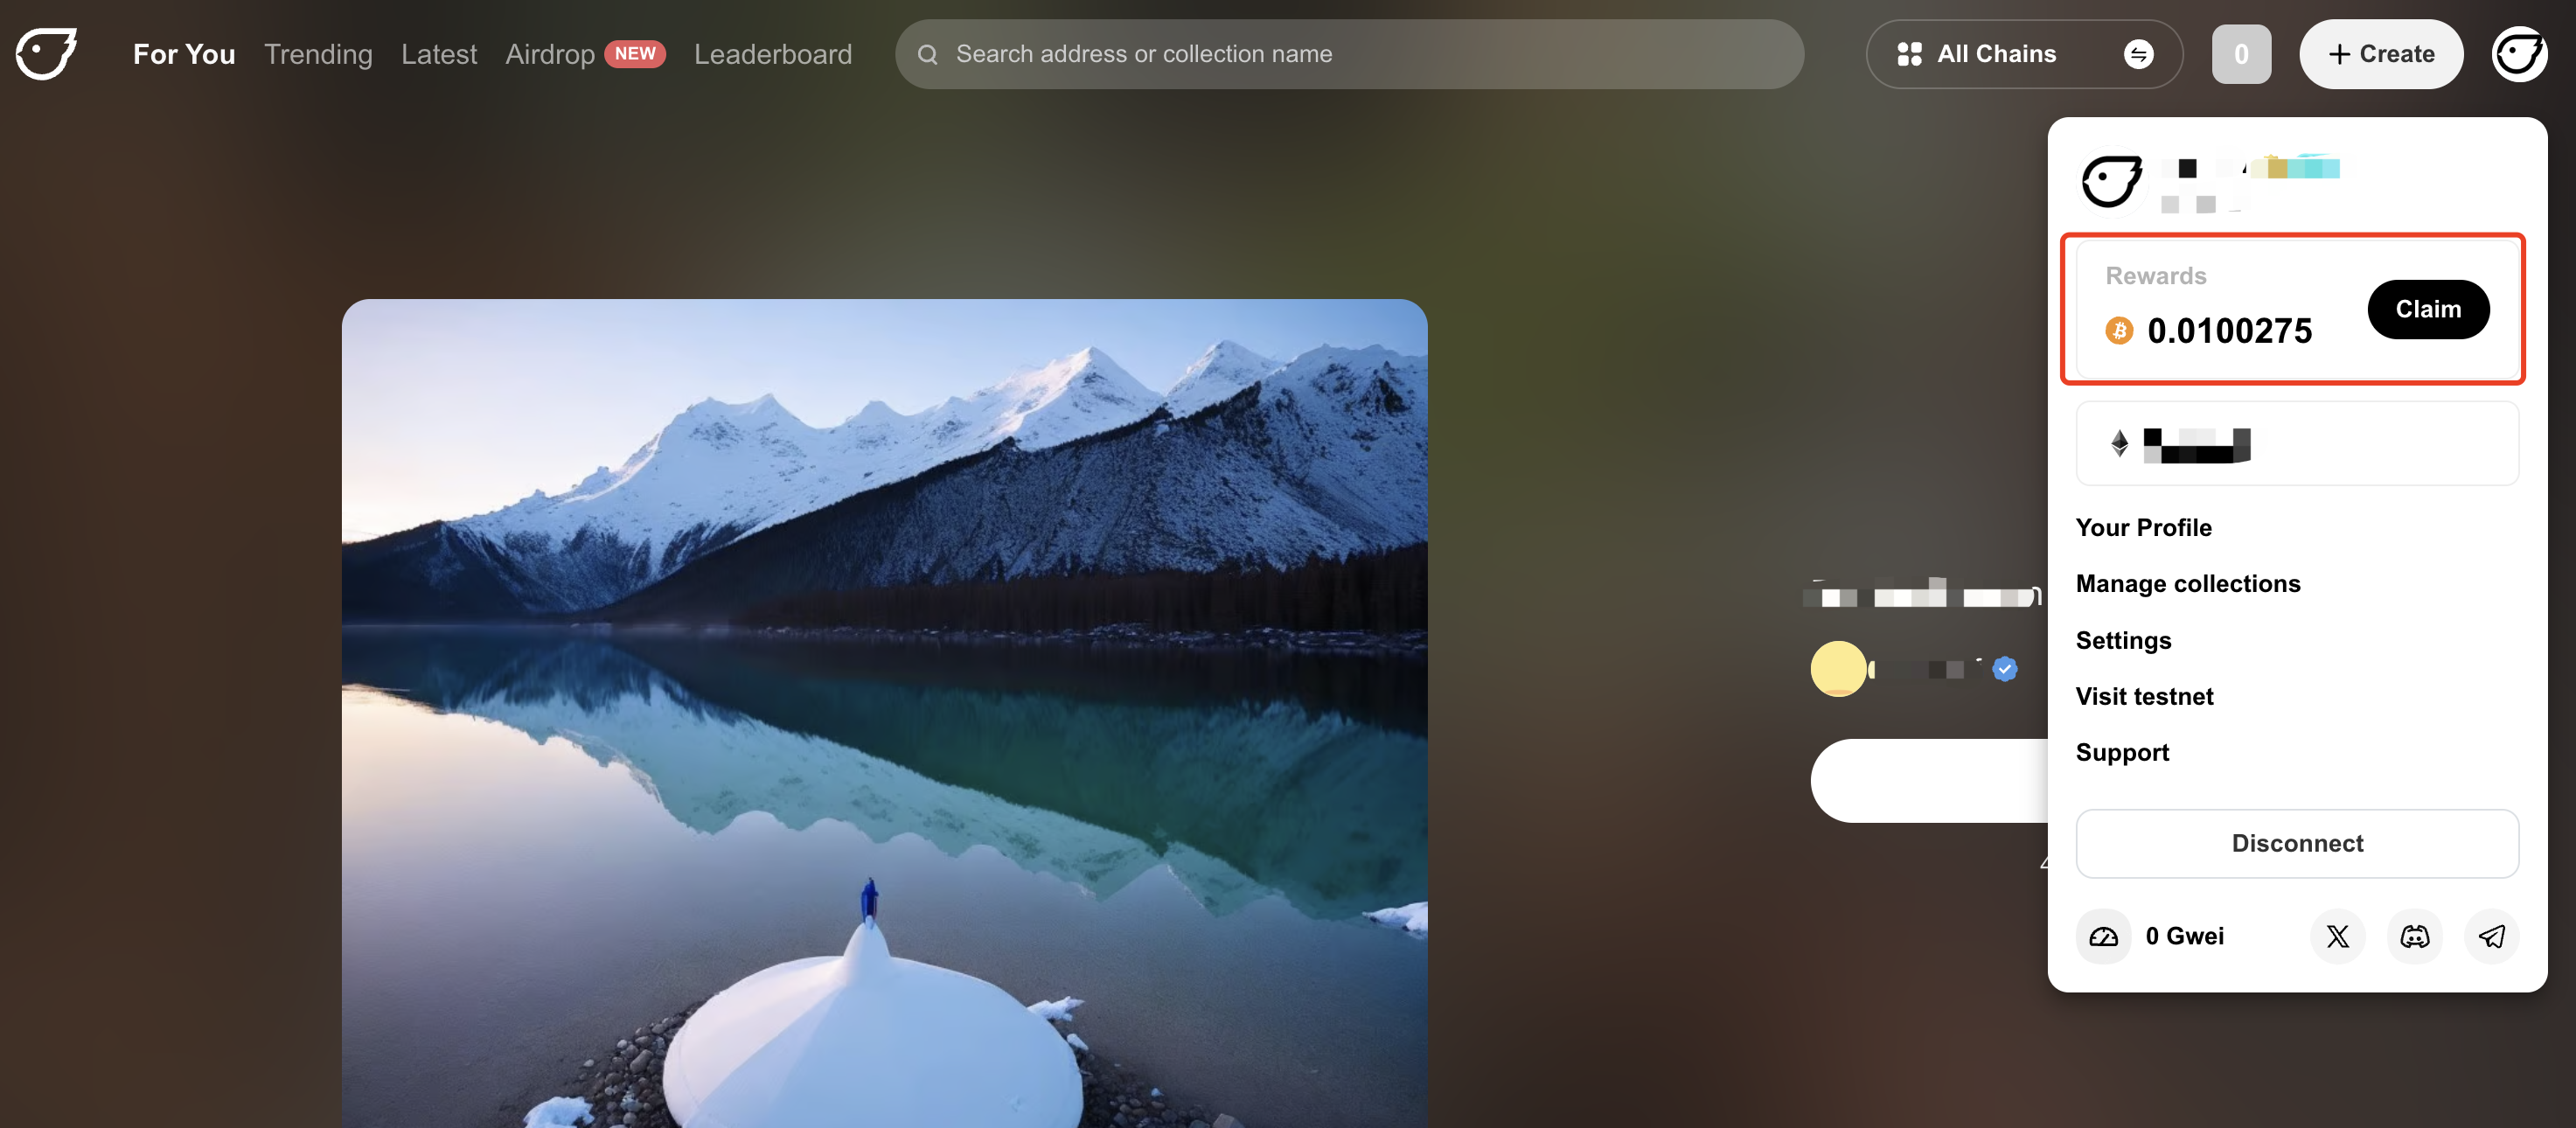 For You Trending Latest Airdrop NEW Leaderboard Search address or collection name All Chains 0 + Create
Rewards
0.0100275
Claim
Your Profile
Manage collections
Settings
Visit testnet
Support
Disconnect
0 Gwei